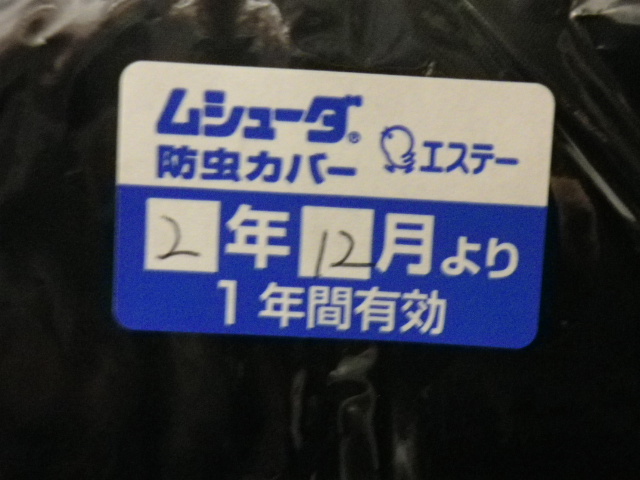 ムシューダ®
防虫カバー エステー
2年12月より
1年間有効